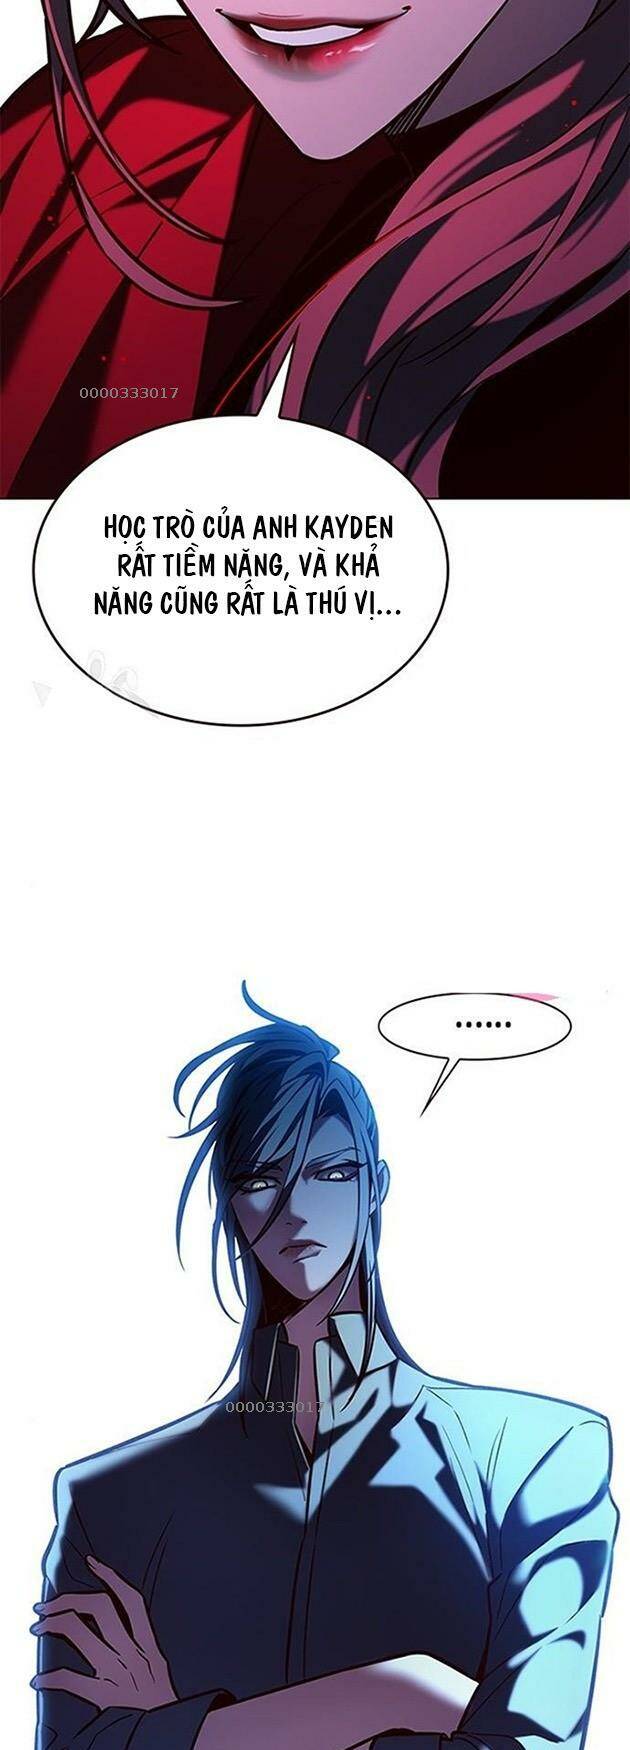 0000333017
HỌC TRÒ CỦA ANH KAYDEN
RẤT TIỀM NĂNG, VÀ KHẢ
NĂNG CŨNG RẤT LÀ THÚ VỊ...
......
0000333017